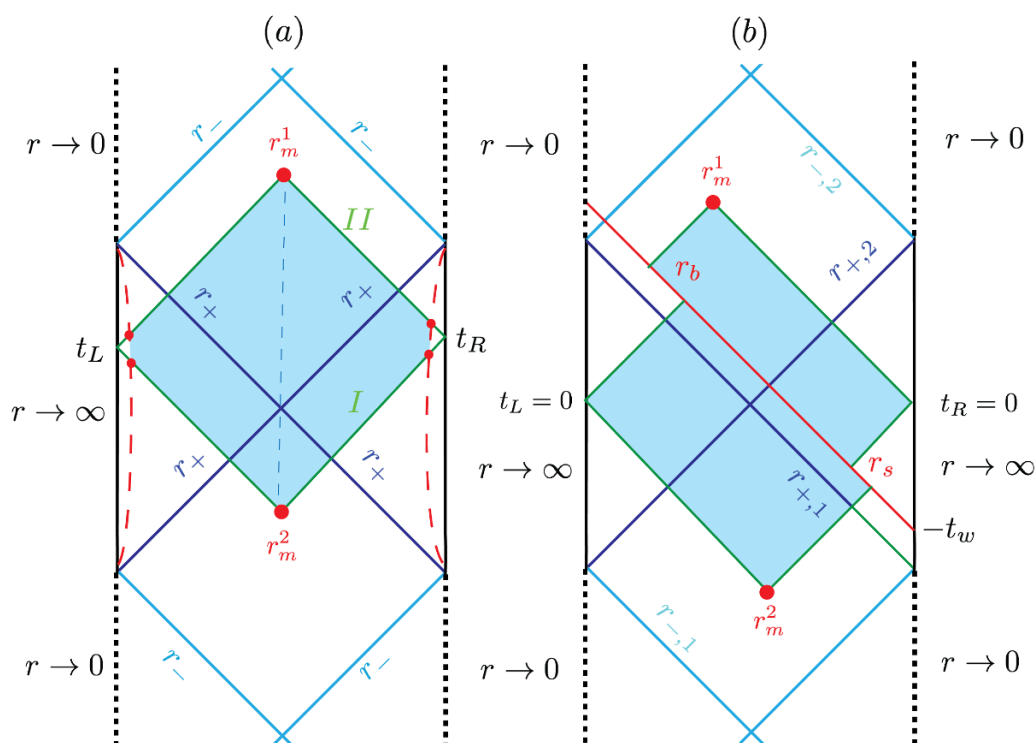 (a)
(b)
r_-
r_-
r → 0
r_m^1
r → 0
r → 0
r_m^1
r_{-,2}
II
r_+
r_+
r_b
r_{+,2}
t_L
t_R
t_L = 0
t_R = 0
r → ∞
I
r_+
r_+
r → ∞
r_s
r → ∞
r_{+,1}
-t_w
r_m^2
r_m^2
r_{-,1}
r → 0
r_-
r_-
r → 0
r → 0